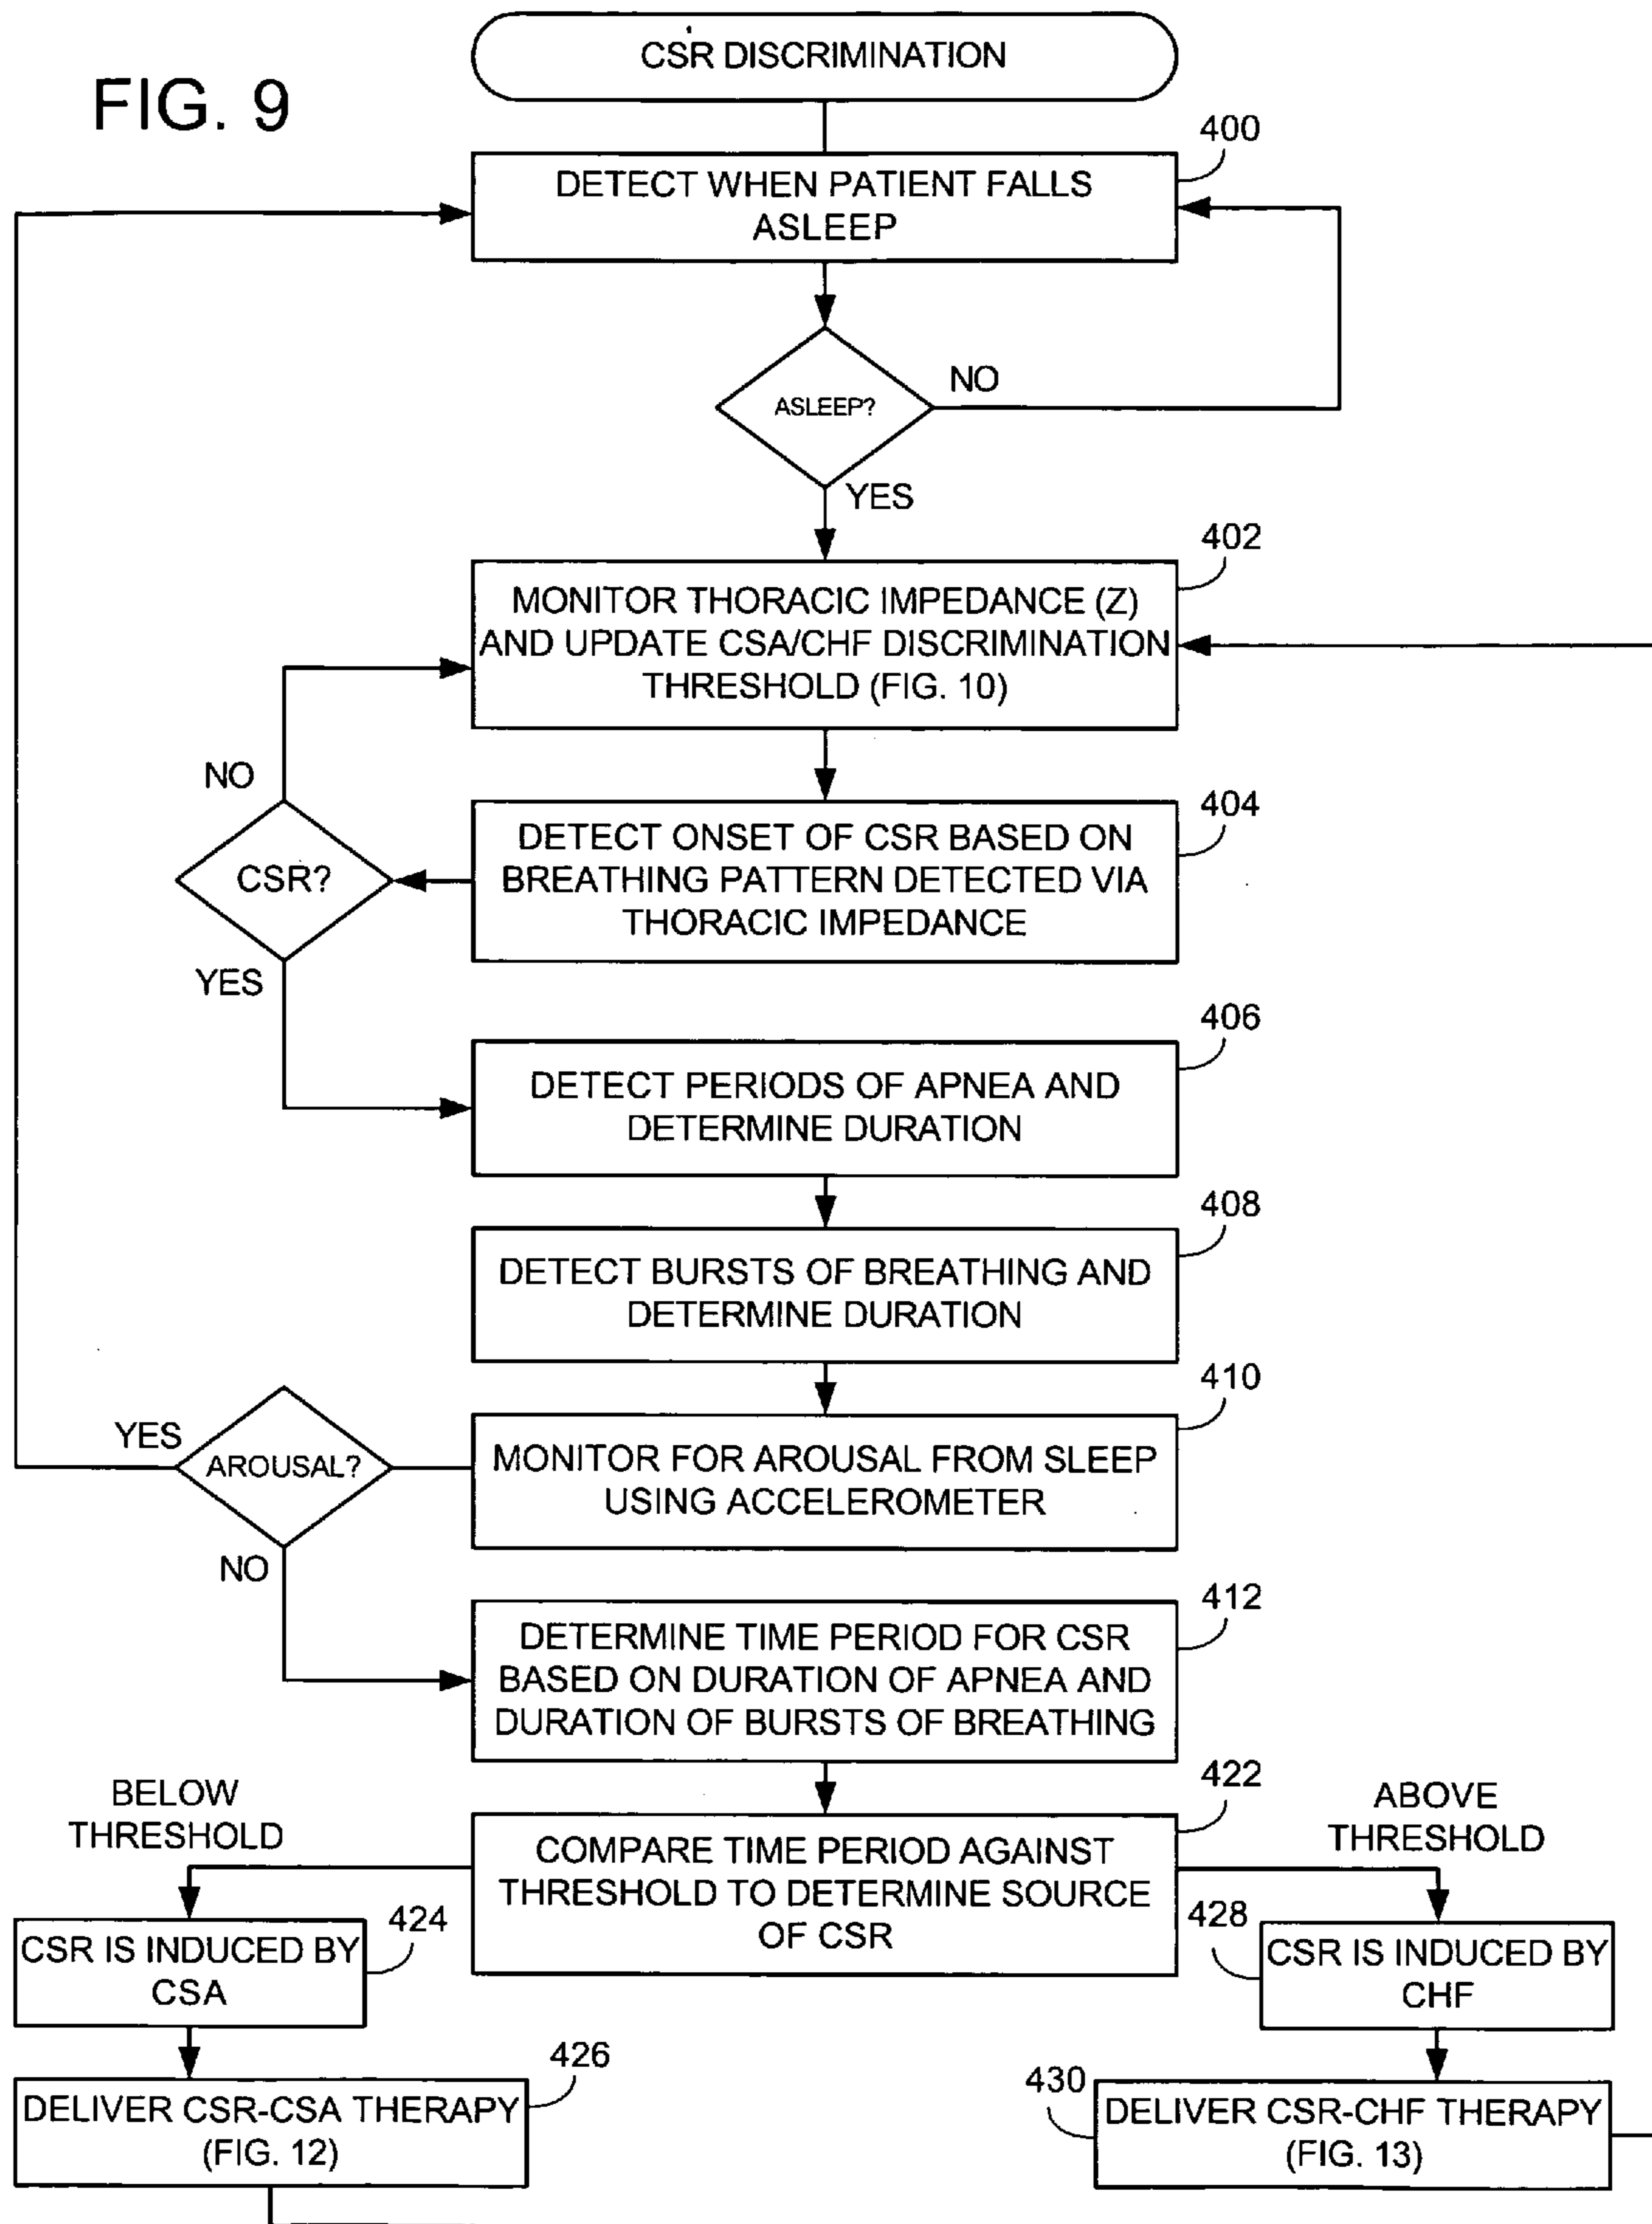 FIG. 9
CSR DISCRIMINATION
400
DETECT WHEN PATIENT FALLS
ASLEEP
ASLEEP?
NO
YES
402
MONITOR THORACIC IMPEDANCE (Z)
AND UPDATE CSA/CHF DISCRIMINATION
THRESHOLD (FIG. 10)
404
DETECT ONSET OF CSR BASED ON
BREATHING PATTERN DETECTED VIA
THORACIC IMPEDANCE
NO
CSR?
YES
406
DETECT PERIODS OF APNEA AND
DETERMINE DURATION
408
DETECT BURSTS OF BREATHING AND
DETERMINE DURATION
410
MONITOR FOR AROUSAL FROM SLEEP
USING ACCELEROMETER
YES
AROUSAL?
NO
412
DETERMINE TIME PERIOD FOR CSR
BASED ON DURATION OF APNEA AND
DURATION OF BURSTS OF BREATHING
422
COMPARE TIME PERIOD AGAINST
THRESHOLD TO DETERMINE SOURCE
OF CSR
BELOW
THRESHOLD
ABOVE
THRESHOLD
424
CSR IS INDUCED BY
CSA
428
CSR IS INDUCED BY
CHF
426
DELIVER CSR-CSA THERAPY
(FIG. 12)
430
DELIVER CSR-CHF THERAPY
(FIG. 13)